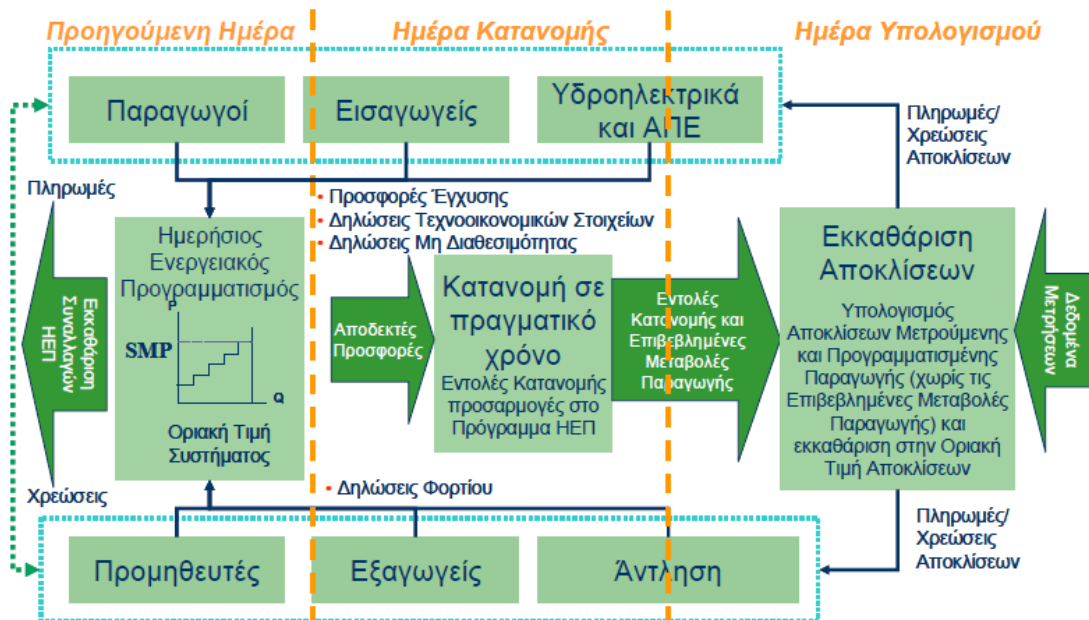 Προηγούμενη Ημέρα
Ημέρα Κατανομής
Ημέρα Υπολογισμού
Παραγωγοί
Εισαγωγείς
Υδροηλεκτρικά
και ΑΠΕ
Πληρωμές/
Χρεώσεις
Αποκλίσεων
Πληρωμές
• Προσφορές Έγχυσης
• Δηλώσεις Τεχνοοικονομικών Στοιχείων
• Δηλώσεις Μη Διαθεσιμότητας
Εκκαθάριση
Συναλλαγών
ΗΕΠ
Ημερήσιος
Ενεργειακός
Προγραμματισμός
P
SMP
Q
Οριακή Τιμή
Συστήματος
Αποδεκτές
Προσφορές
Κατανομή σε
πραγματικό
χρόνο
Εντολές Κατανομής
προσαρμογές στο
Πρόγραμμα ΗΕΠ
Εντολές
Κατανομής και
Επιβεβλημένες
Μεταβολές
Παραγωγής
Εκκαθάριση
Αποκλίσεων
Υπολογισμός
Αποκλίσεων Μετρούμενης
και Προγραμματισμένης
Παραγωγής (χωρίς τις
Επιβεβλημένες Μεταβολές
Παραγωγής) και
εκκαθάριση στην Οριακή
Τιμή Αποκλίσεων
Δεδομένα
Μετρήσεων
Χρεώσεις
• Δηλώσεις Φορτίου
Πληρωμές/
Χρεώσεις
Αποκλίσεων
Προμηθευτές
Εξαγωγείς
Άντληση